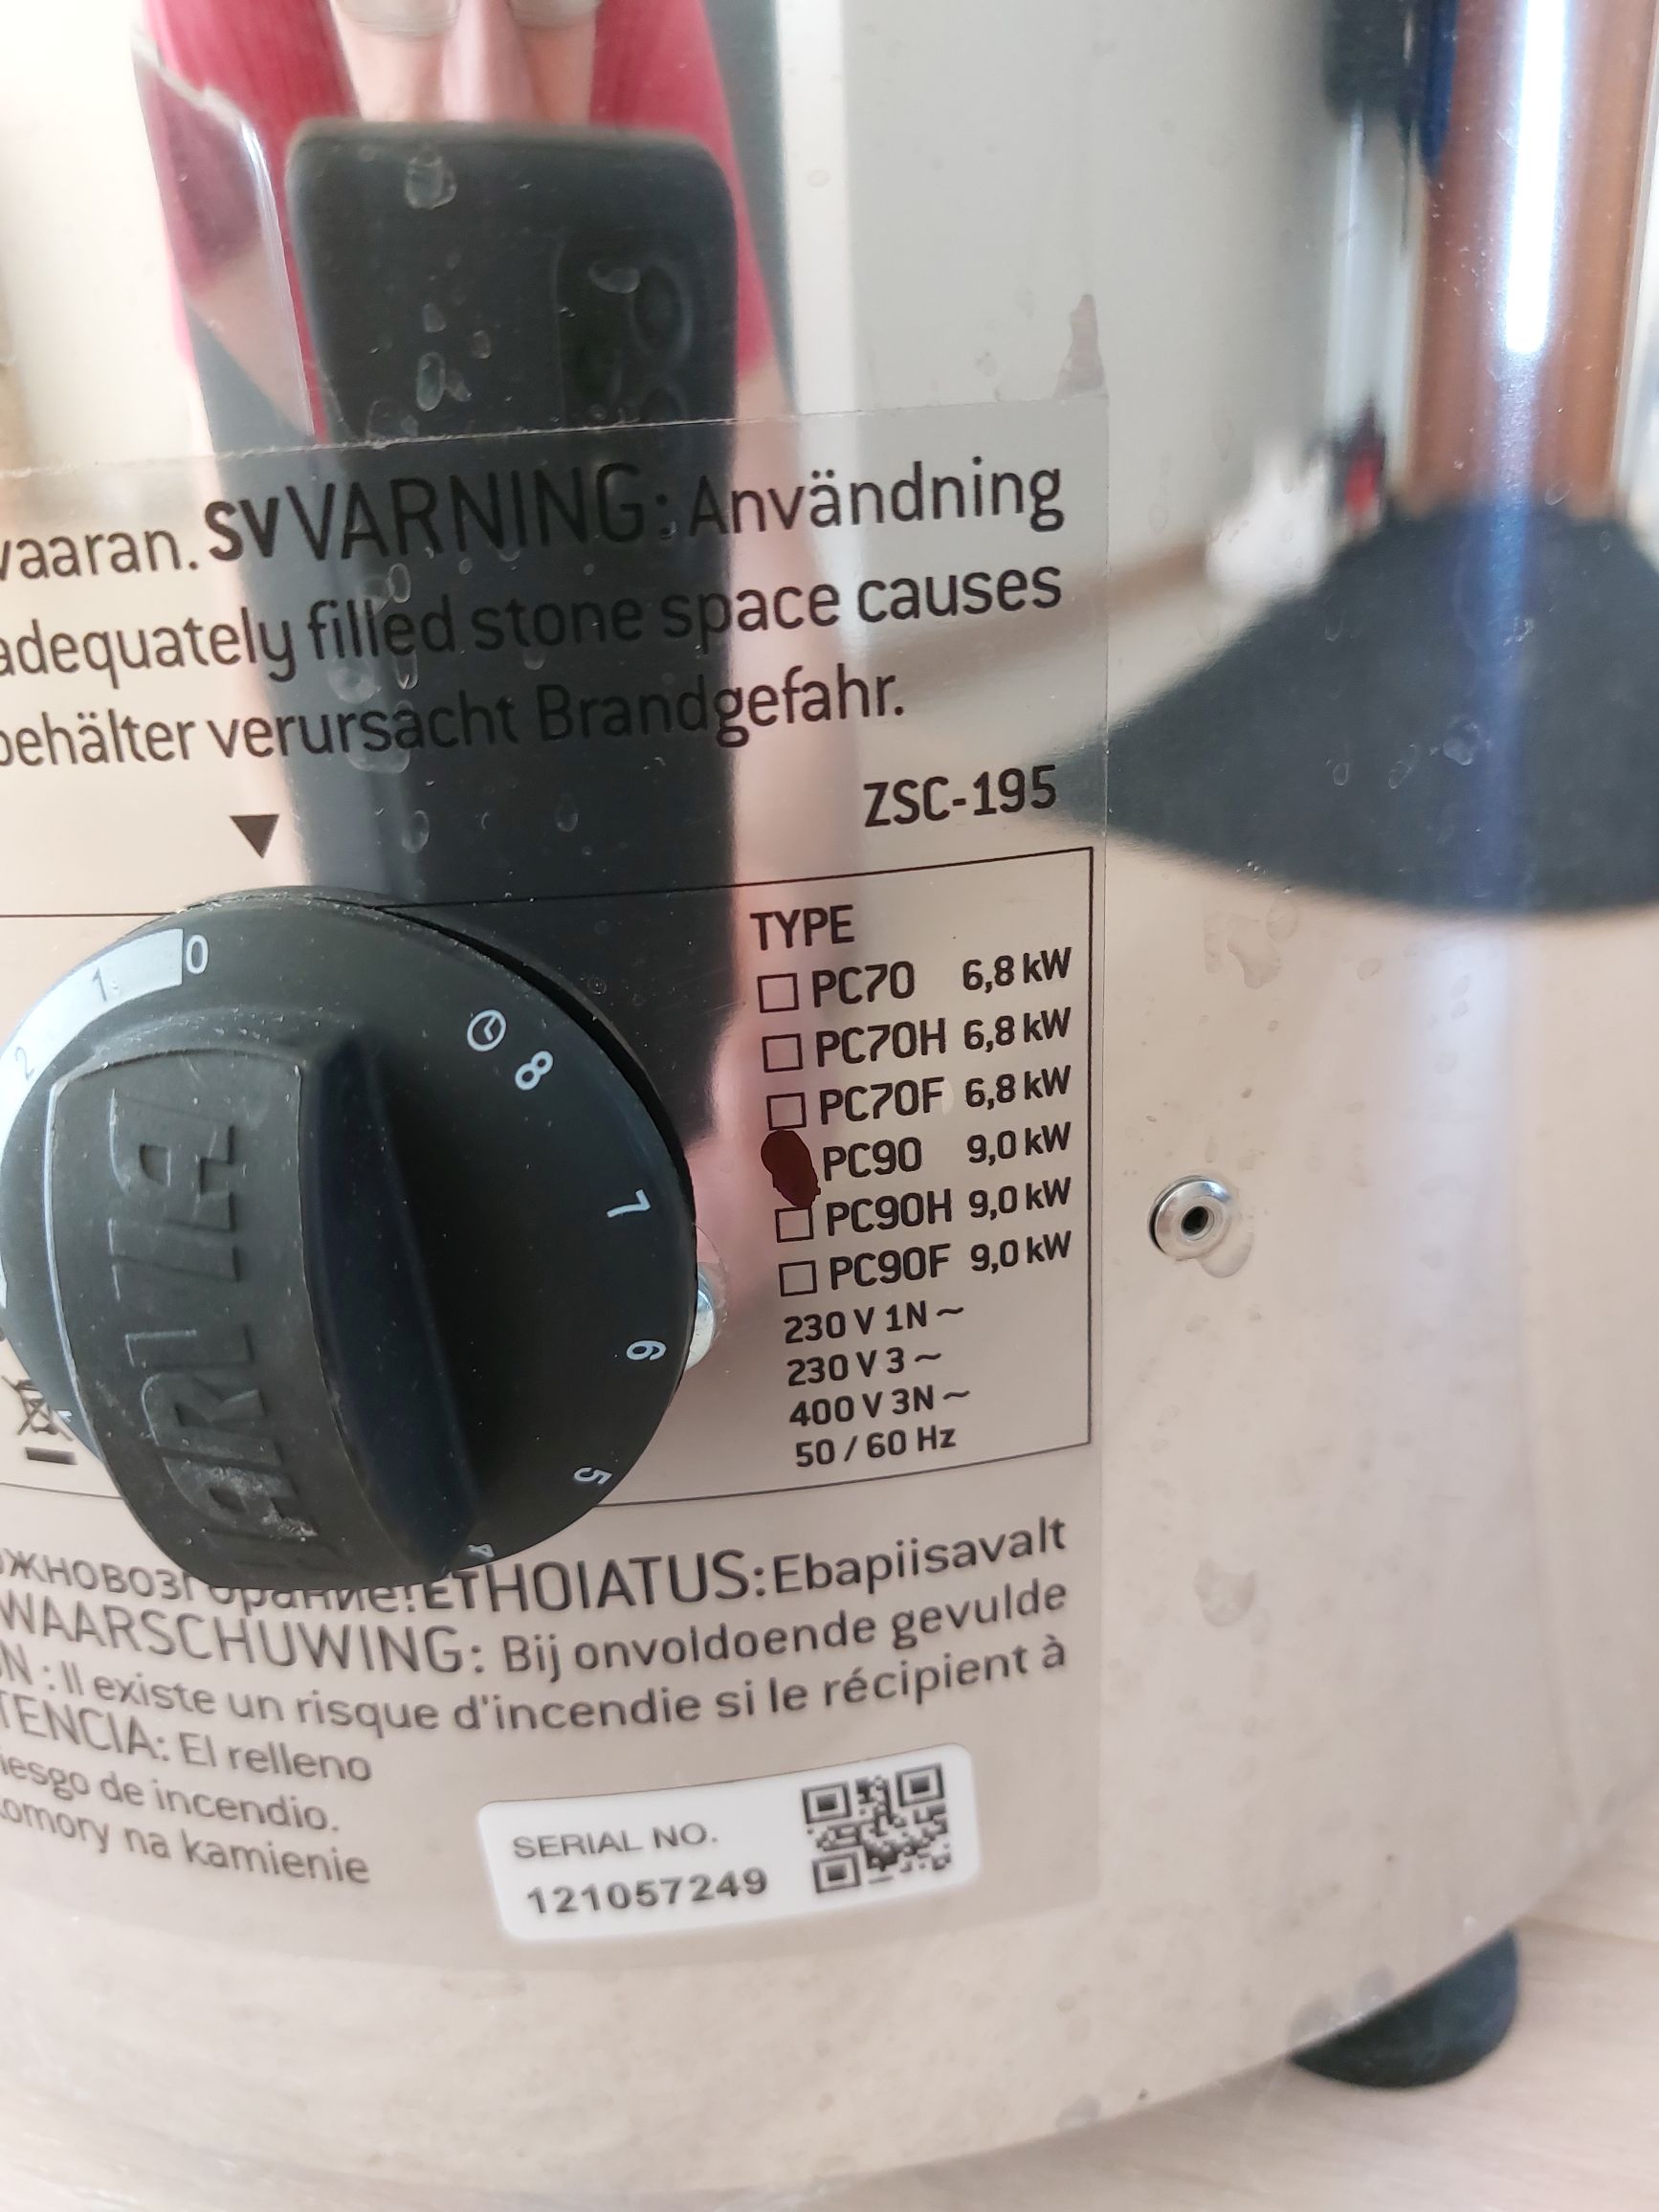 vaaran. SV VARNING: Användning
adequately filled stone space causes
behälter verursacht Brandgefahr.
ZSC-195
0
1
2
8
7
6
5
4
HARVIA
TYPE
PC70 6,8 kW
PC70H 6,8 kW
PC70F 6,8 kW
PC90 9,0 kW
PC90H 9,0 kW
PC90F 9,0 kW
230 V 1N ~
230 V 3 ~
400 V 3N ~
50 / 60 Hz
ET HOIATUS: Ebapiisavalt
WAARSCHUWING: Bij onvoldoende gevulde
N : Il existe un risque d'incendie si le récipient à
TENCIA: El relleno
iesgo de incendio.
komory na kamienie
SERIAL NO.
121057249